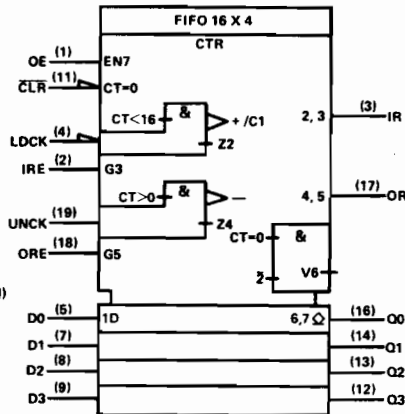 FIFO 16 X 4
CTR
OE (1) EN7
CLR (11) CT=0
CT<16 & + /C1
2, 3 (3) IR
LDCK (4) Z2
IRE (2) G3
CT>0 & −
4, 5 (17) OR
UNCK (19) Z4
CT=0 &
ORE (18) G5
2 V6
D0 (5) 1D 6,7 (16) Q0
D1 (7) (14) Q1
D2 (8) (13) Q2
D3 (9) (12) Q3